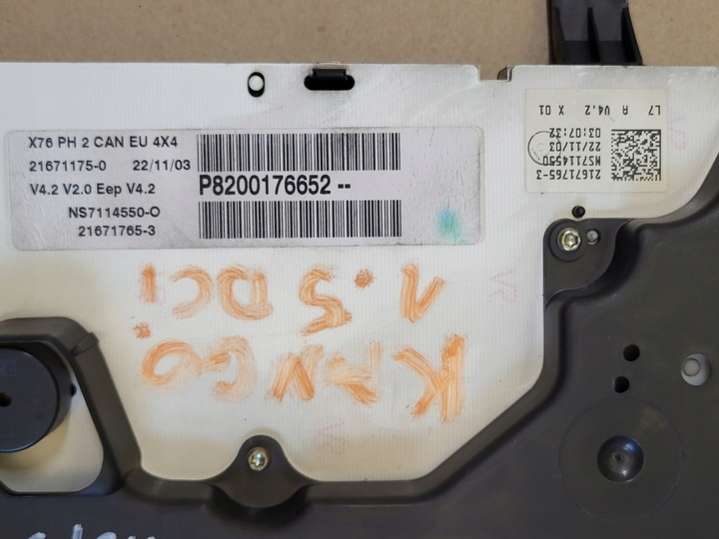 X76 PH 2 CAN EU 4X4
21671175-0 22/11/03
V4.2 V2.0 Eep V4.2
P8200176652 --
NS7114550-O
21671765-3
21671765-3
NS7114550
22/11/03
03:07:32
L7 A V4.2 X 01
KANGO
1.5 DCI